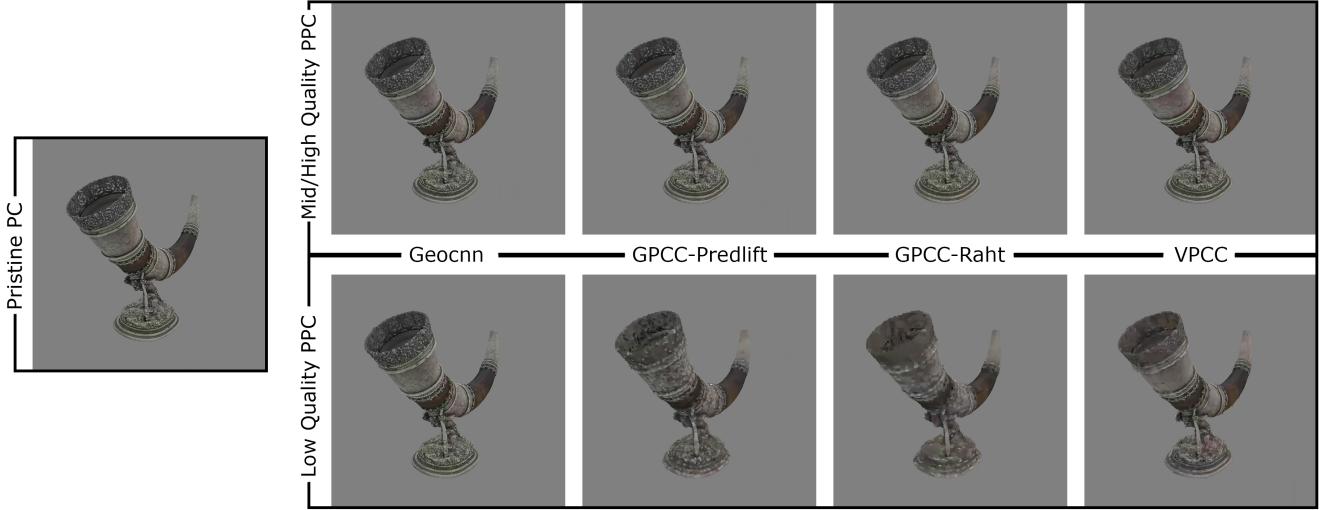 Pristine PC
Mid/High Quality PPC
Geocnn
GPCC-Predlift
GPCC-Raht
VPCC
Low Quality PPC